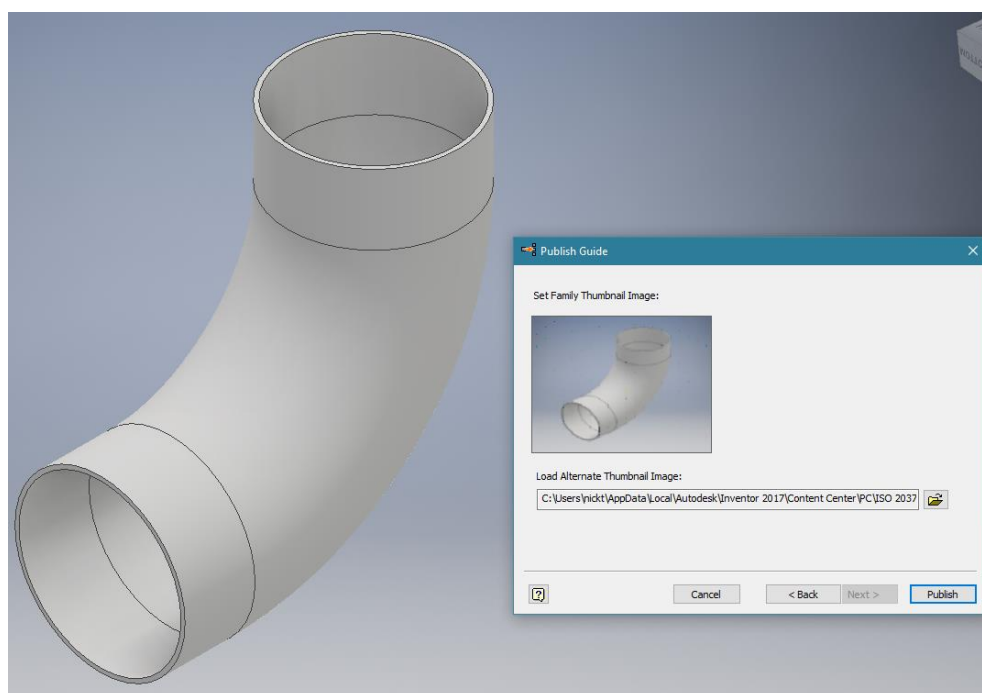 Publish Guide
Set Family Thumbnail Image:
Load Alternate Thumbnail Image:
C:\Users\nickt\AppData\Local\Autodesk\Inventor 2017\Content Center\PC\ISO 2037
Cancel
< Back
Next >
Publish